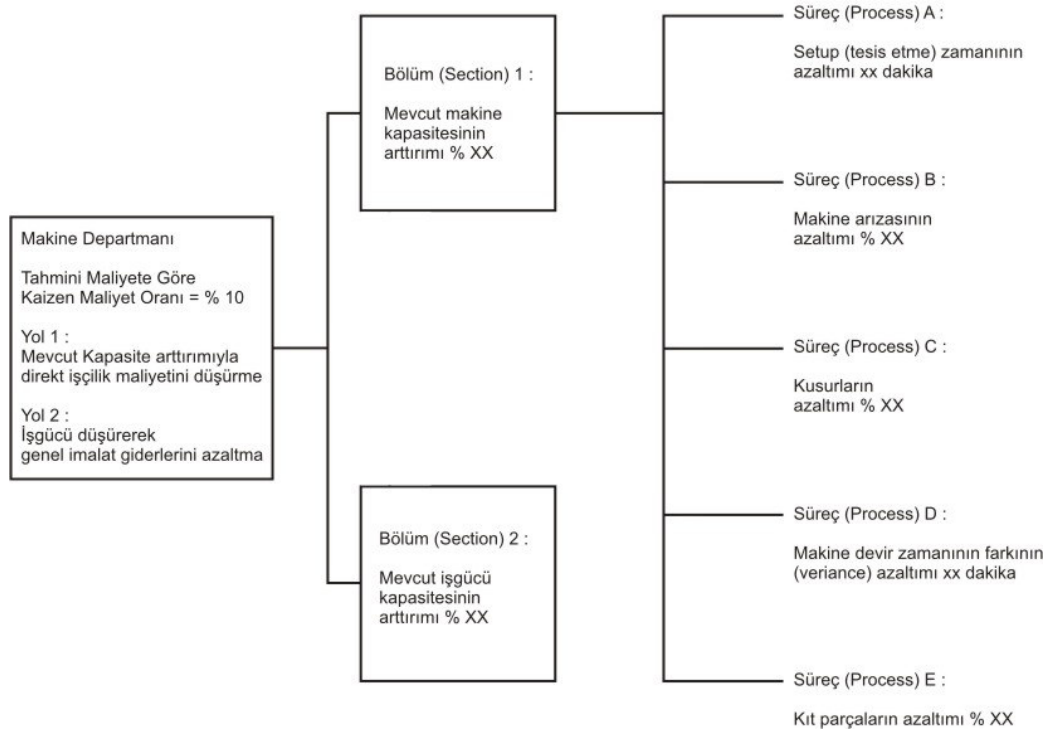 Makine Departmanı
Tahmini Maliyete Göre
Kaizen Maliyet Oranı = % 10
Yol 1 :
Mevcut Kapasite arttırımıyla
direkt işçilik maliyetini düşürme
Yol 2 :
İşgücü düşürerek
genel imalat giderlerini azaltma
Bölüm (Section) 1 :
Mevcut makine
kapasitesinin
arttırımı % XX
Bölüm (Section) 2 :
Mevcut işgücü
kapasitesinin
arttırımı % XX
Süreç (Process) A :
Setup (tesis etme) zamanının
azaltımı xx dakika
Süreç (Process) B :
Makine arızasının
azaltımı % XX
Süreç (Process) C :
Kusurların
azaltımı % XX
Süreç (Process) D :
Makine devir zamanının farkının
(veriance) azaltımı xx dakika
Süreç (Process) E :
Kıt parçaların azaltımı % XX